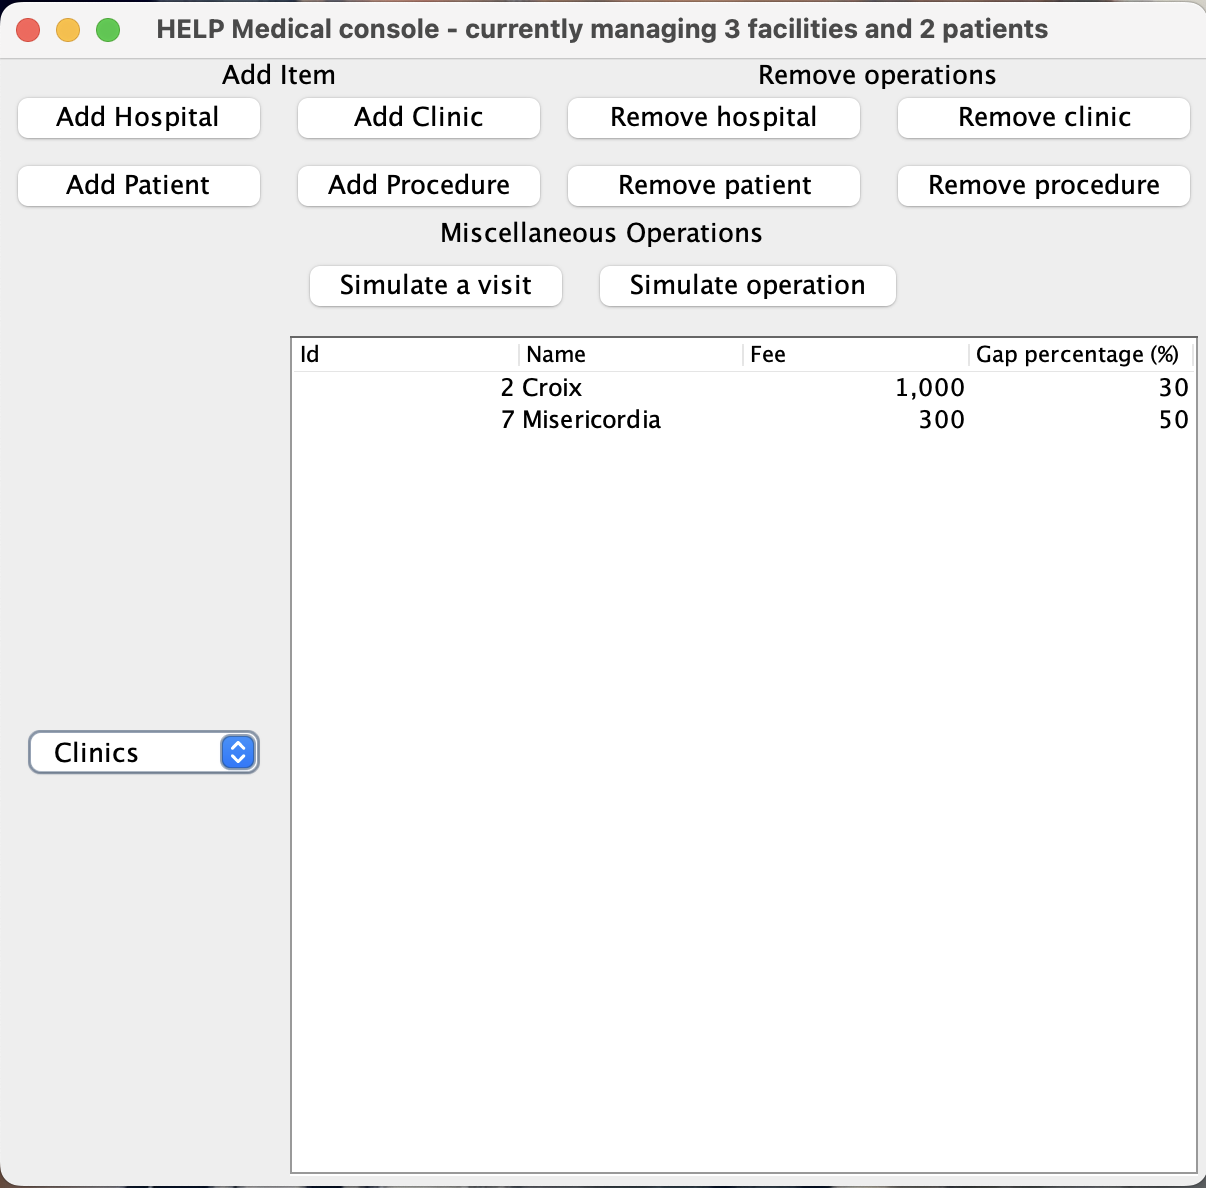 HELP Medical console - currently managing 3 facilities and 2 patients
Add Item Remove operations
Add Hospital Add Clinic Remove hospital Remove clinic
Add Patient Add Procedure Remove patient Remove procedure
Miscellaneous Operations
Simulate a visit Simulate operation
Id Name Fee Gap percentage (%)
2 Croix 1,000 30
7 Misericordia 300 50
Clinics